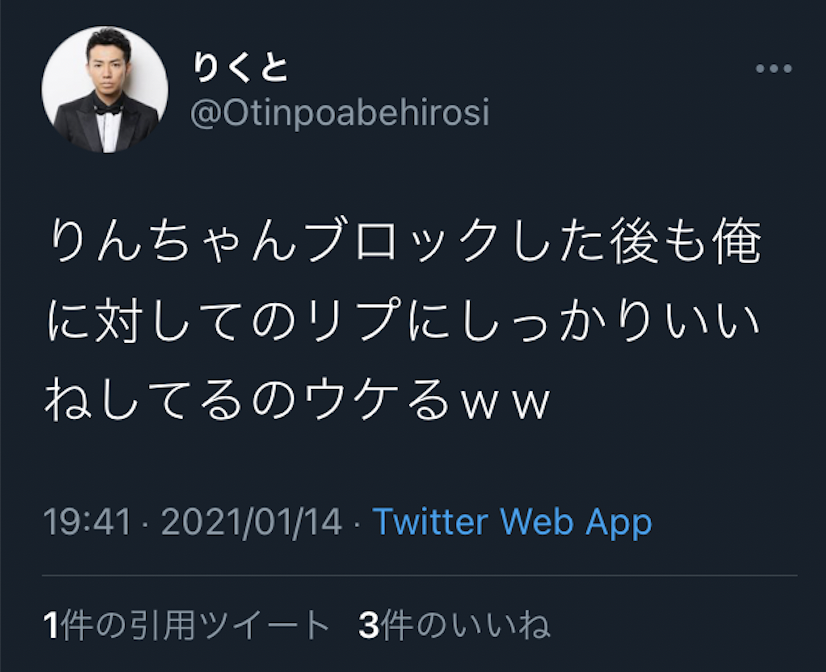 りくと
@Otinpoabehirosi
りんちゃんブロックした後も俺
に対してのリプにしっかりいい
ねしてるのウケるｗｗ
19:41 · 2021/01/14 · Twitter Web App
1件の引用ツイート 3件のいいね